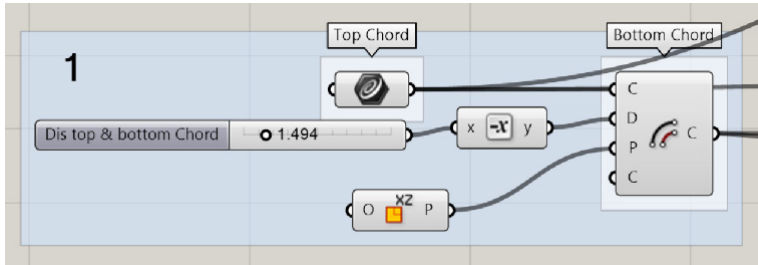 1
Top Chord
Bottom Chord
Dis top & bottom Chord
1.494
x -x y
O XZ P
C
D
P
C
C